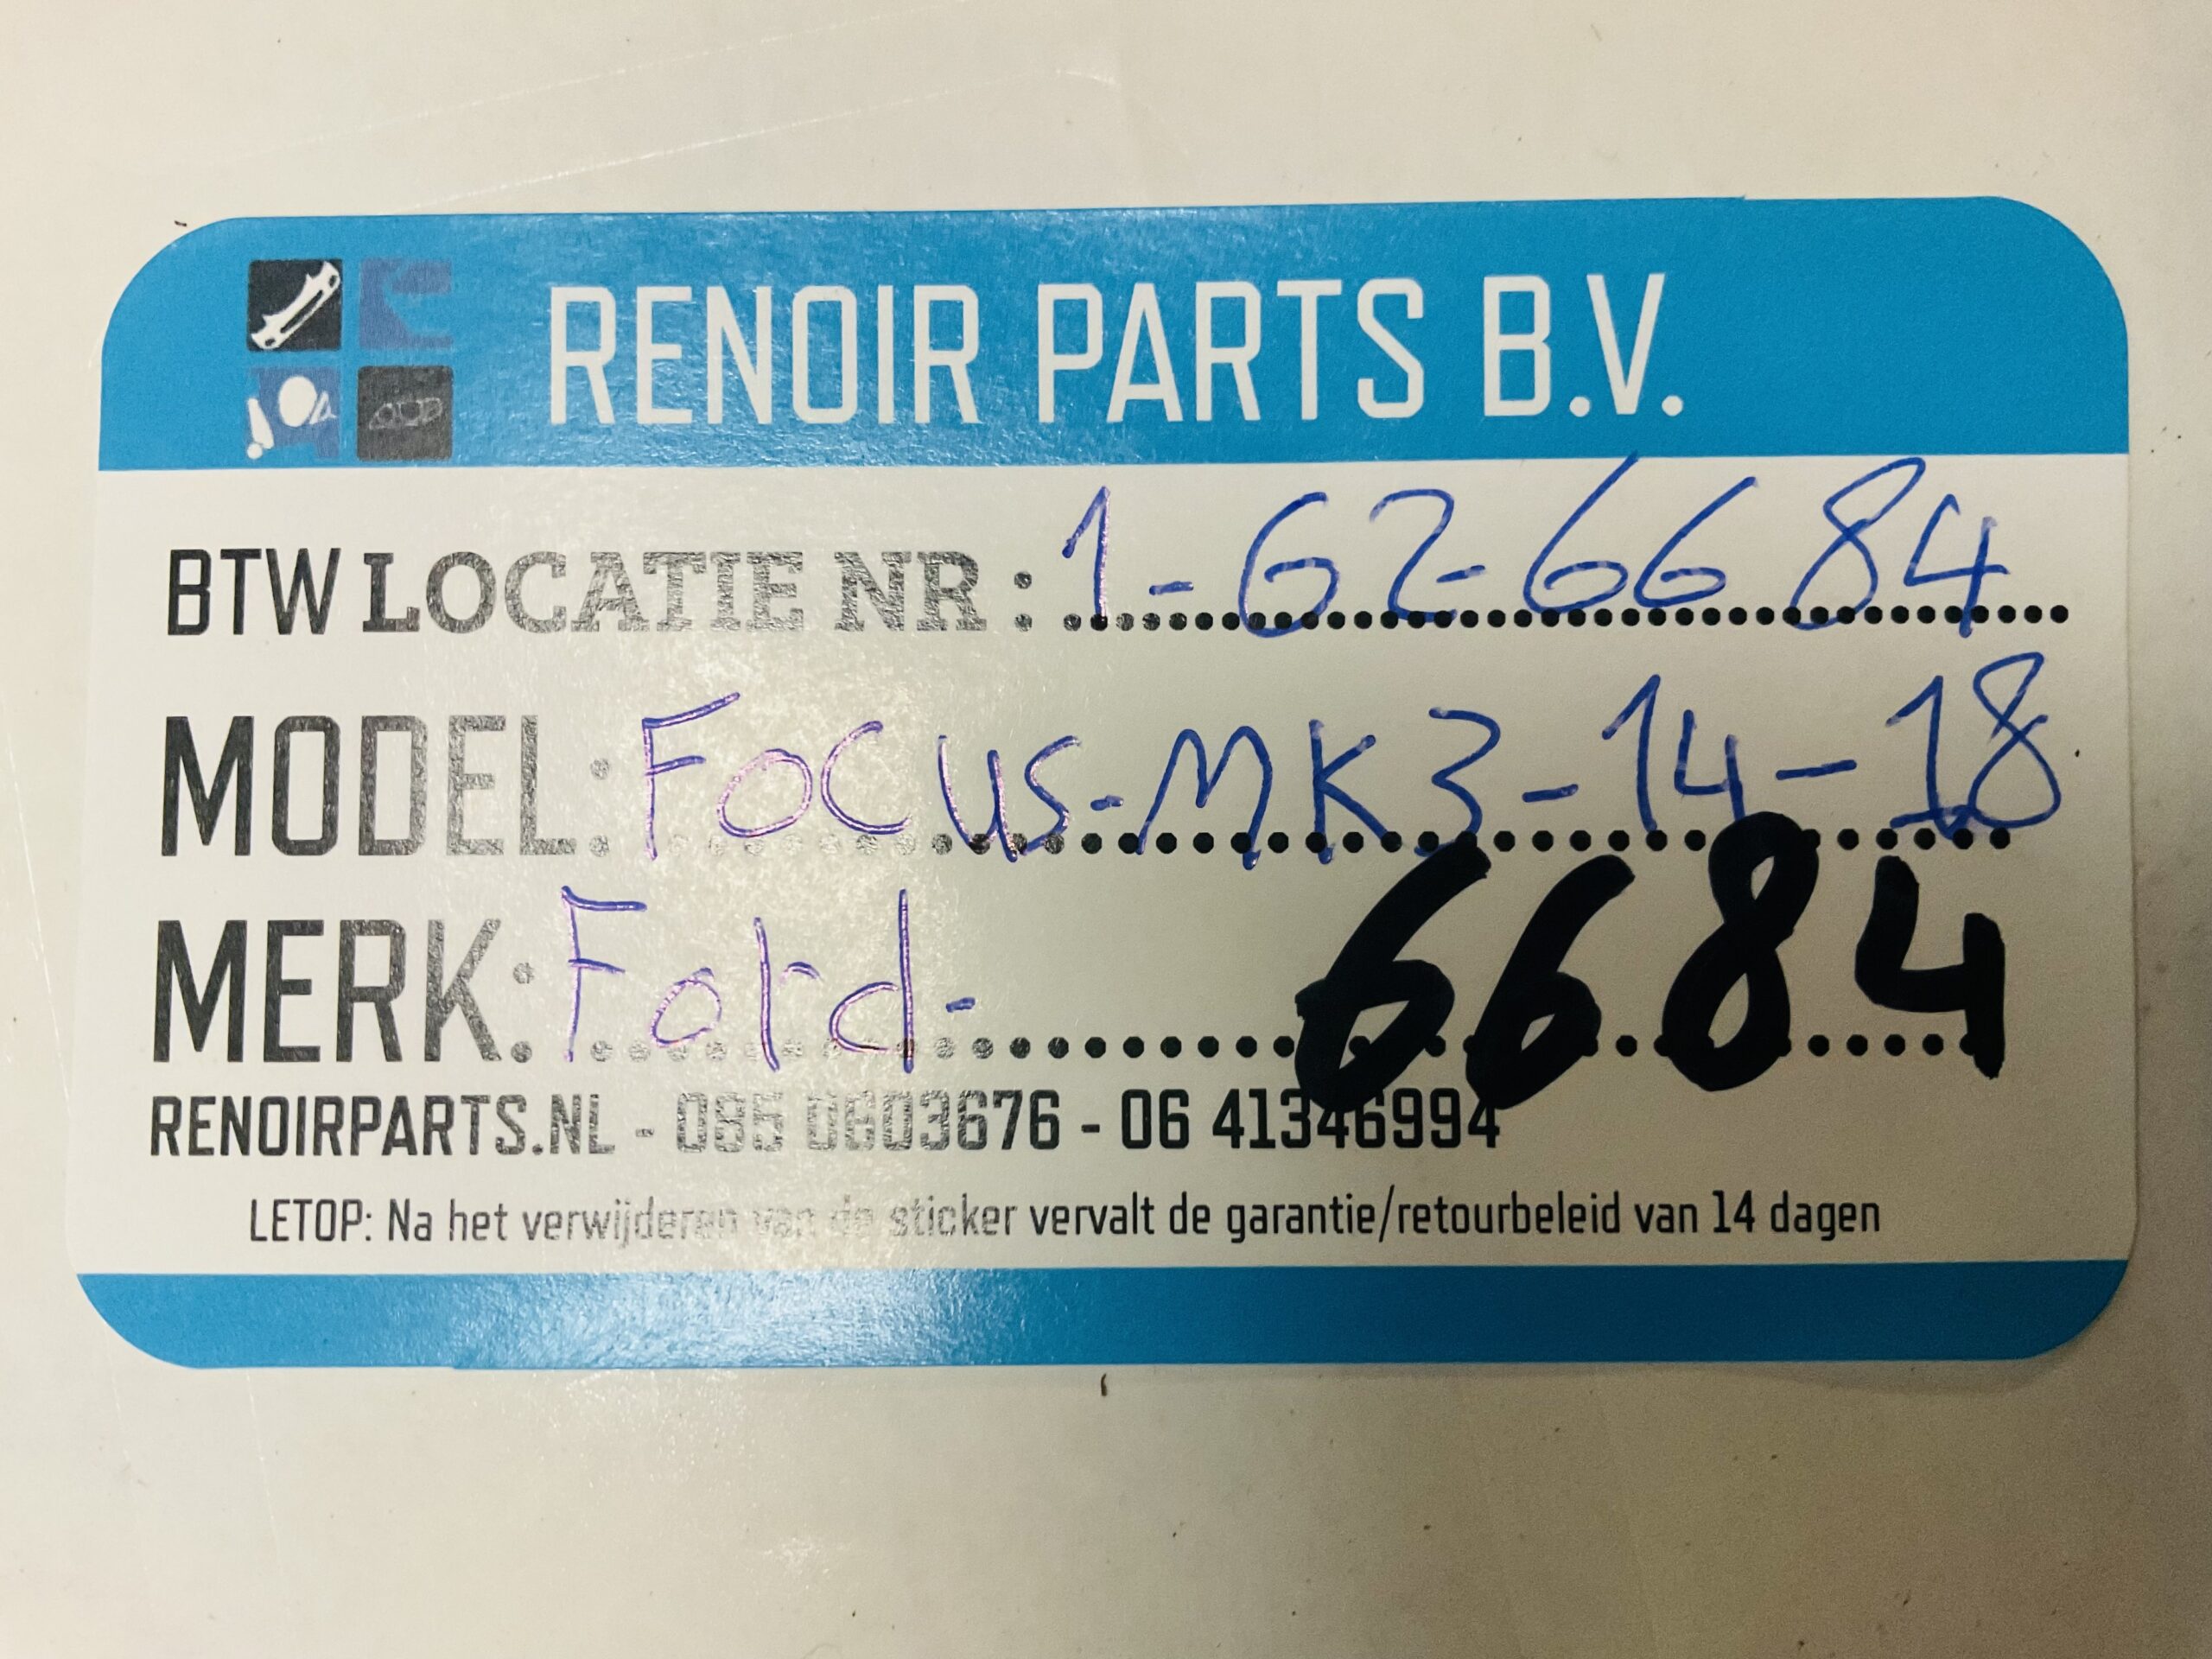 RENOIR PARTS B.V.
BTW LOCATIE NR : 1-62-6684
MODEL: Focus-MK3-14-18
MERK: Ford- 6684
RENOIRPARTS.NL - 085 0603676 - 06 41346994
LETOP: Na het verwijderen van de sticker vervalt de garantie/retourbeleid van 14 dagen